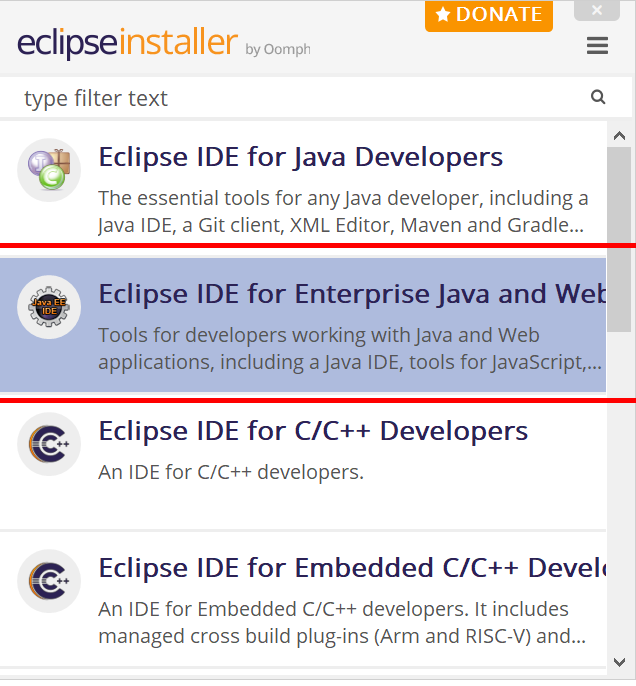 DONATE
eclipseinstaller by Oomph
type filter text
Eclipse IDE for Java Developers
The essential tools for any Java developer, including a
Java IDE, a Git client, XML Editor, Maven and Gradle...
Java EE
IDE
Eclipse IDE for Enterprise Java and Web
Tools for developers working with Java and Web
applications, including a Java IDE, tools for JavaScript,...
C++
Eclipse IDE for C/C++ Developers
An IDE for C/C++ developers.
C++
Eclipse IDE for Embedded C/C++ Devel
An IDE for Embedded C/C++ developers. It includes
managed cross build plug-ins (Arm and RISC-V) and...